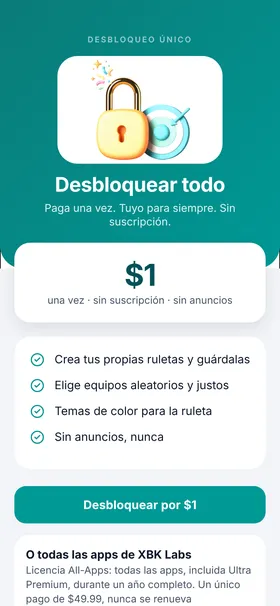 DESBLOQUEO ÚNICO
Desbloquear todo
Paga una vez. Tuyo para siempre. Sin
suscripción.
$1
una vez · sin suscripción · sin anuncios
Crea tus propias ruletas y guárdalas
Elige equipos aleatorios y justos
Temas de color para la ruleta
Sin anuncios, nunca
Desbloquear por $1
O todas las apps de XBK Labs
Licencia All-Apps: todas las apps, incluida Ultra
Premium, durante un año completo. Un único
pago de $49.99, nunca se renueva